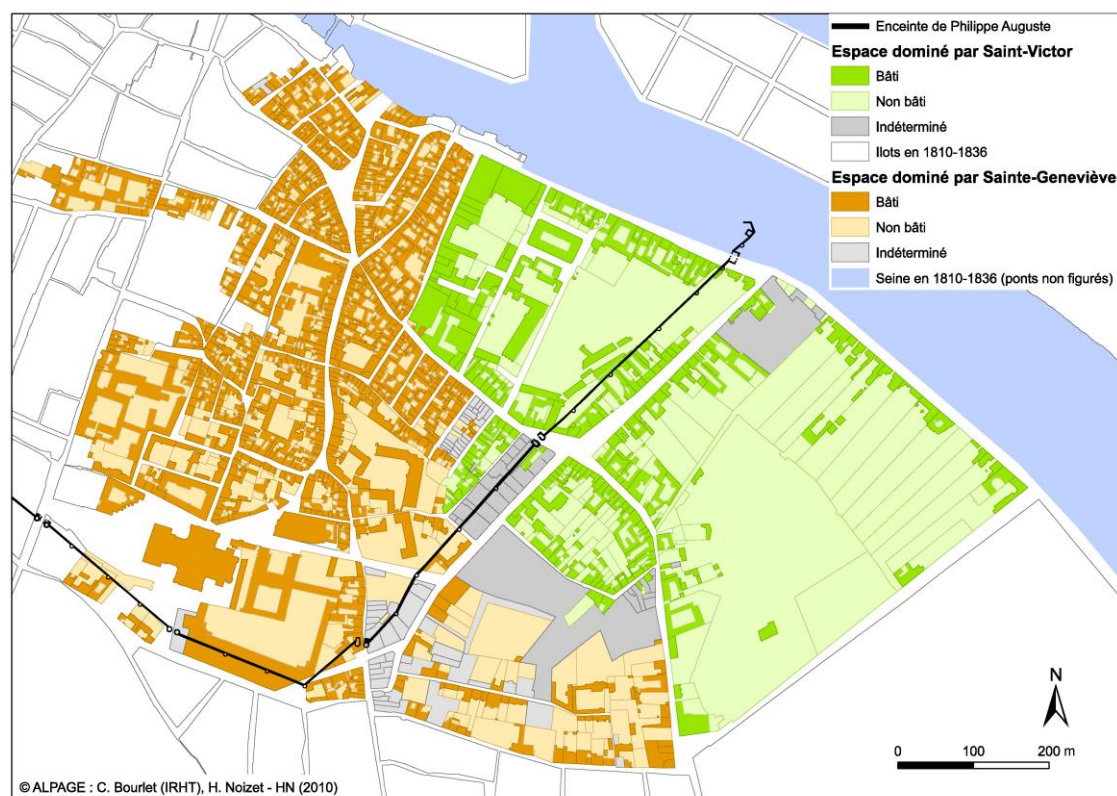 Enceinte de Philippe Auguste
Espace dominé par Saint-Victor
Bâti
Non bâti
Indéterminé
Ilots en 1810-1836
Espace dominé par Sainte-Geneviève
Bâti
Non bâti
Indéterminé
Seine en 1810-1836 (ponts non figurés)
N
0 100 200 m
© ALPAGE : C. Bourlet (IRHT), H. Noizet - HN (2010)